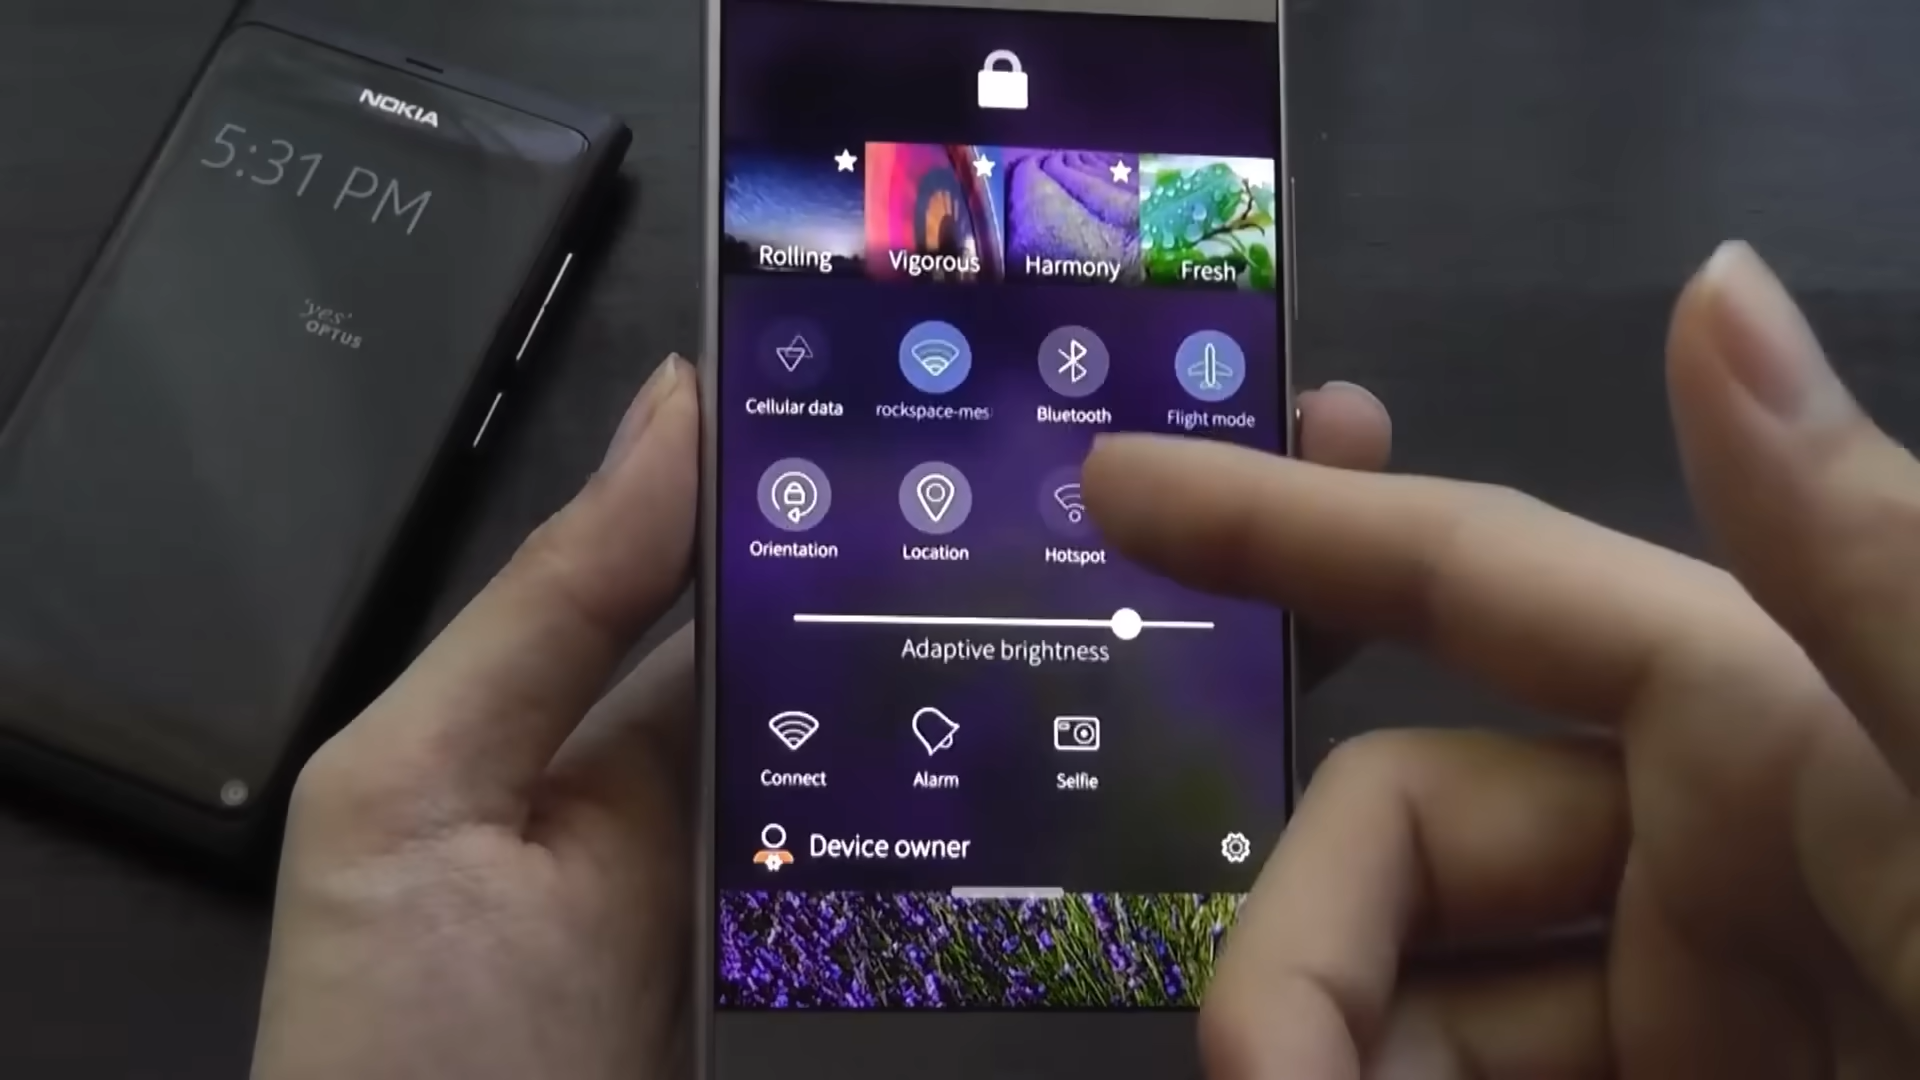 NOKIA
5:31 PM
'yes'
OPTUS
Rolling
Vigorous
Harmony
Fresh
Cellular data
rockspace-mes
Bluetooth
Flight mode
Orientation
Location
Hotspot
Adaptive brightness
Connect
Alarm
Selfie
Device owner